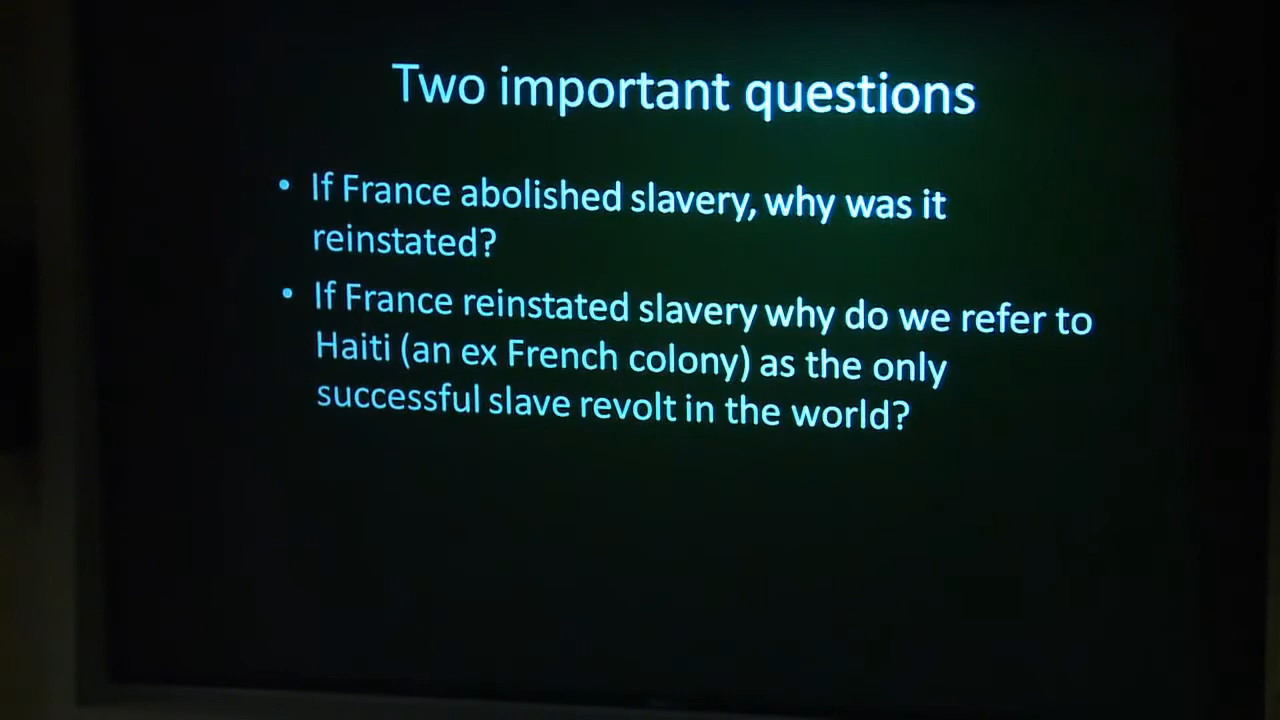 Two important questions
• If France abolished slavery, why was it
reinstated?
• If France reinstated slavery why do we refer to
Haiti (an ex French colony) as the only
successful slave revolt in the world?